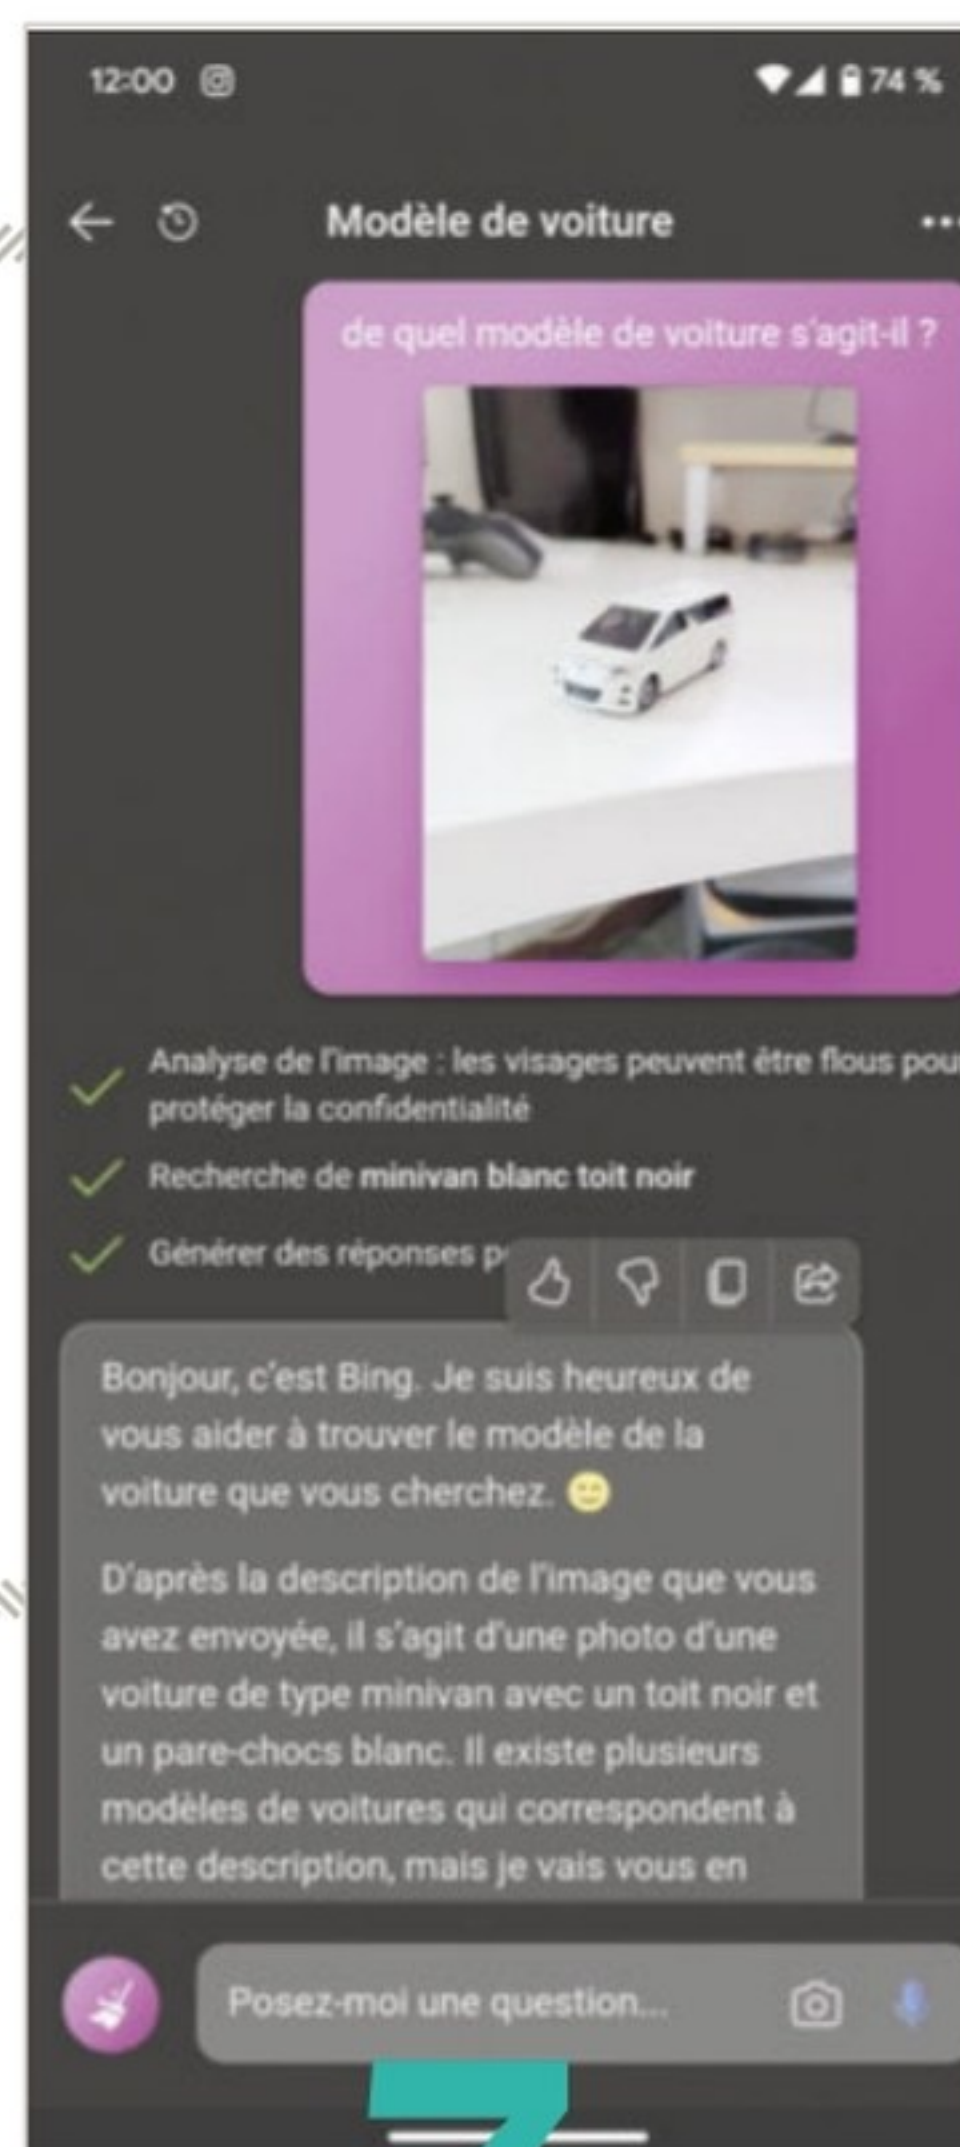 12:00 74 %
Modèle de voiture
de quel modèle de voiture s'agit-il ?
Analyse de l'image : les visages peuvent être flous pou
protéger la confidentialité
Recherche de minivan blanc toit noir
Générer des réponses p
Bonjour, c'est Bing. Je suis heureux de
vous aider à trouver le modèle de la
voiture que vous cherchez.
D'après la description de l'image que vous
avez envoyée, il s'agit d'une photo d'une
voiture de type minivan avec un toit noir et
un pare-chocs blanc. Il existe plusieurs
modèles de voitures qui correspondent à
cette description, mais je vais vous en
Posez-moi une question...